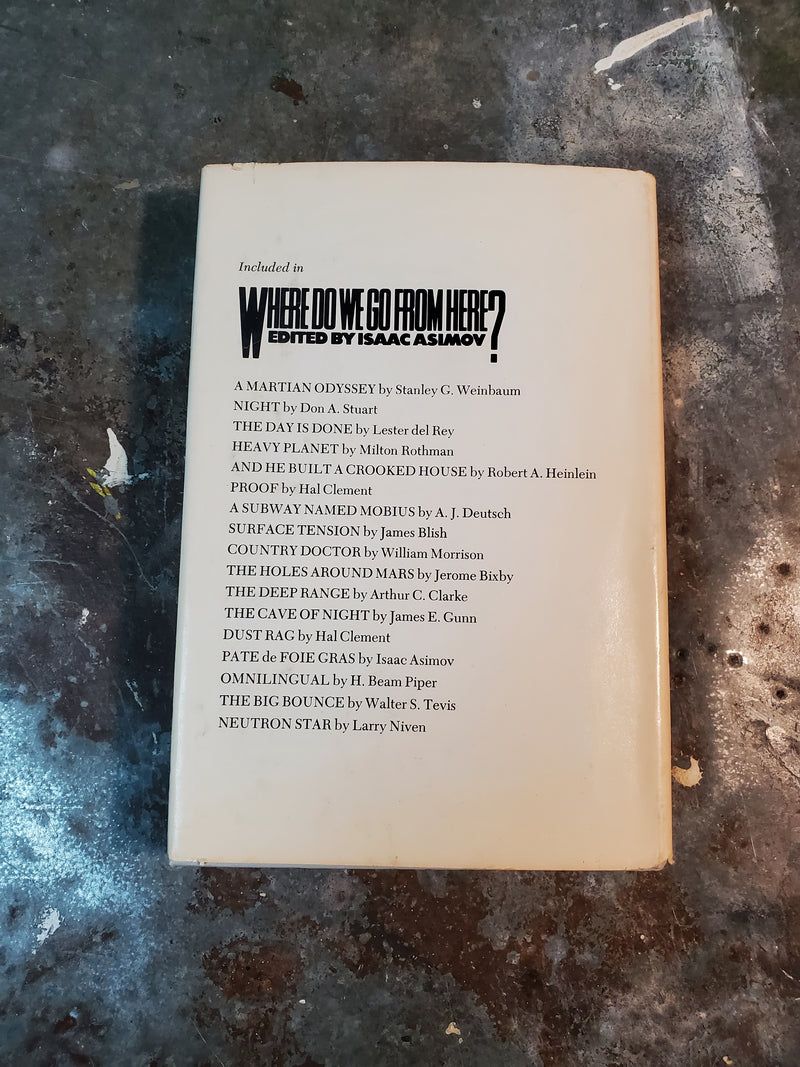 Included in
WHERE DO WE GO FROM HERE?
EDITED BY ISAAC ASIMOV
A MARTIAN ODYSSEY by Stanley G. Weinbaum
NIGHT by Don A. Stuart
THE DAY IS DONE by Lester del Rey
HEAVY PLANET by Milton Rothman
AND HE BUILT A CROOKED HOUSE by Robert A. Heinlein
PROOF by Hal Clement
A SUBWAY NAMED MOBIUS by A. J. Deutsch
SURFACE TENSION by James Blish
COUNTRY DOCTOR by William Morrison
THE HOLES AROUND MARS by Jerome Bixby
THE DEEP RANGE by Arthur C. Clarke
THE CAVE OF NIGHT by James E. Gunn
DUST RAG by Hal Clement
PATE de FOIE GRAS by Isaac Asimov
OMNILINGUAL by H. Beam Piper
THE BIG BOUNCE by Walter S. Tevis
NEUTRON STAR by Larry Niven